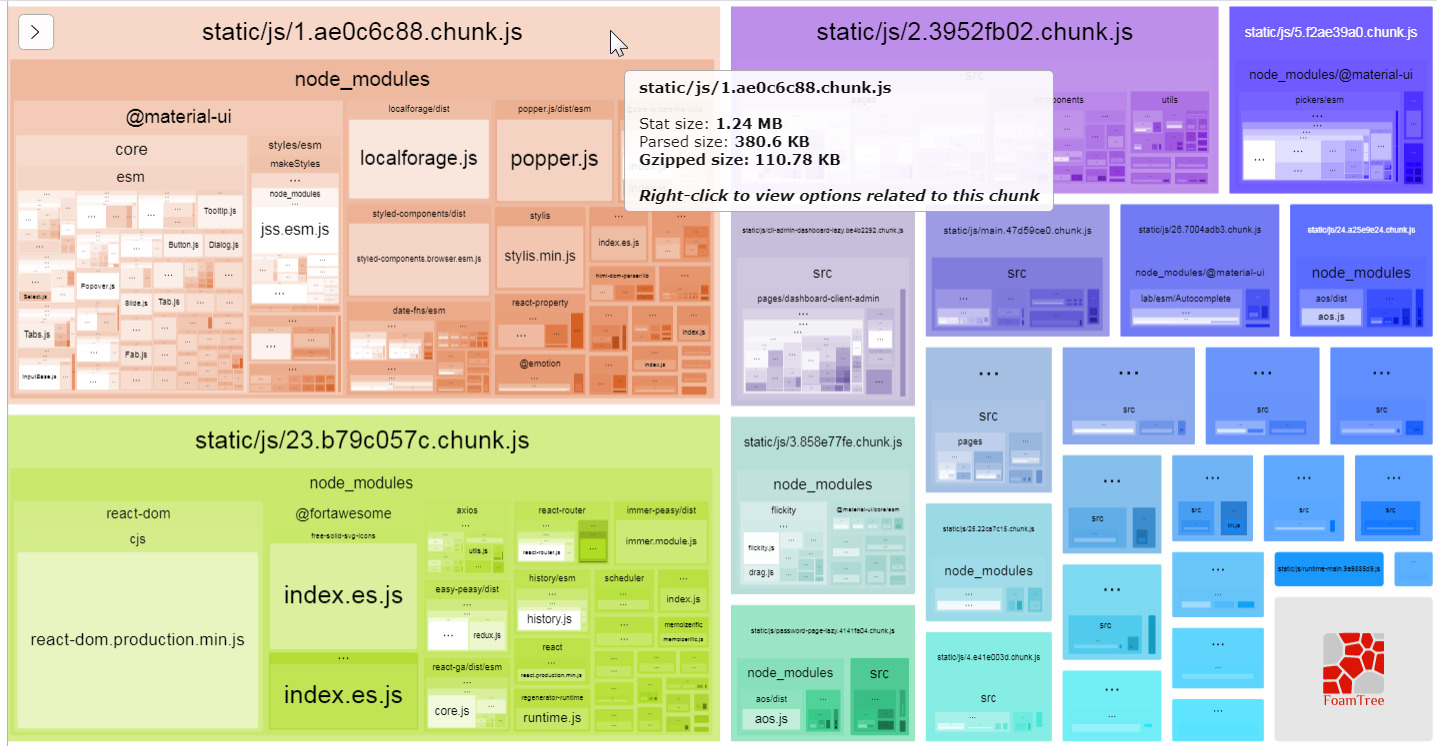 static/js/1.ae0c6c88.chunk.js
node_modules
@material-ui
core
esm
Tooltip.js
Button.js
Dialog.js
Popover.js
Select.js
Slide.js
Tab.js
Tabs.js
Fab.js
InputBase.js
styles/esm
makeStyles
...
node_modules
jss.esm.js
localforage/dist
localforage.js
popper.js/dist/esm
popper.js
styled-components/dist
styled-components.browser.esm.js
stylis
stylis.min.js
index.es.js
html-dom-parser/lib
date-fns/esm
react-property
index.js
@emotion
index.js
static/js/1.ae0c6c88.chunk.js
Stat size: 1.24 MB
Parsed size: 380.6 KB
Gzipped size: 110.78 KB
Right-click to view options related to this chunk
static/js/2.3952fb02.chunk.js
src
pages
components
utils
static/js/5.f2ae39a0.chunk.js
node_modules/@material-ui
pickers/esm
...
src
pages/dashboard-client-admin
static/js/main.47d59ce0.chunk.js
src
static/js/26.7004adb3.chunk.js
node_modules/@material-ui
lab/esm/Autocomplete
static/js/24.a25e9e24.chunk.js
node_modules
aos/dist
aos.js
static/js/23.b79c057c.chunk.js
node_modules
react-dom
cjs
react-dom.production.min.js
@fortawesome
free-solid-svg-icons
index.es.js
...
index.es.js
axios
...
utils.js
easy-peasy/dist
...
redux.js
react-ga/dist/esm
core.js
react-router
...
react-router.js
history/esm
...
history.js
react
react.production.min.js
regenerator-runtime
runtime.js
immer-peasy/dist
immer.module.js
scheduler
...
index.js
memoizerific
memoizerific.js
static/js/3.858e77fe.chunk.js
node_modules
flickity
flickity.js
drag.js
@material-ui/core/esm
static/js/password-page-lazy.4141fa04.chunk.js
node_modules
aos/dist
aos.js
src
...
src
pages
...
src
...
src
...
src
static/js/25.22ca7c15.chunk.js
node_modules
...
static/js/4.e41e003d.chunk.js
src
...
src
...
src
...
src
...
src
...
src
static/js/runtime-main.9a9889d9.js
FoamTree